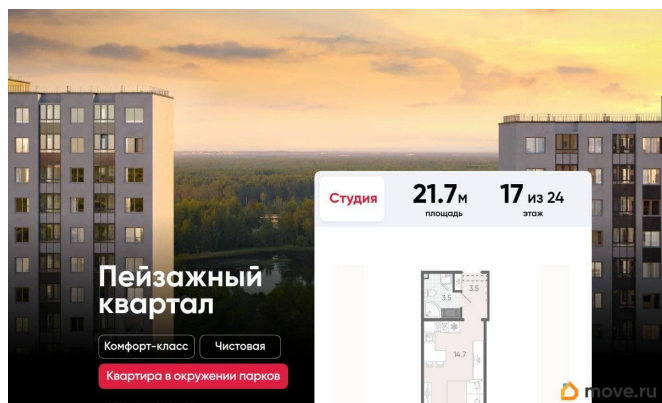 Студия
21.7 м
площадь
17 из 24
этаж
Пейзажный
квартал
Комфорт-класс
Чистовая
Квартира в окружении парков
3.5
3.5
14.7
move.ru